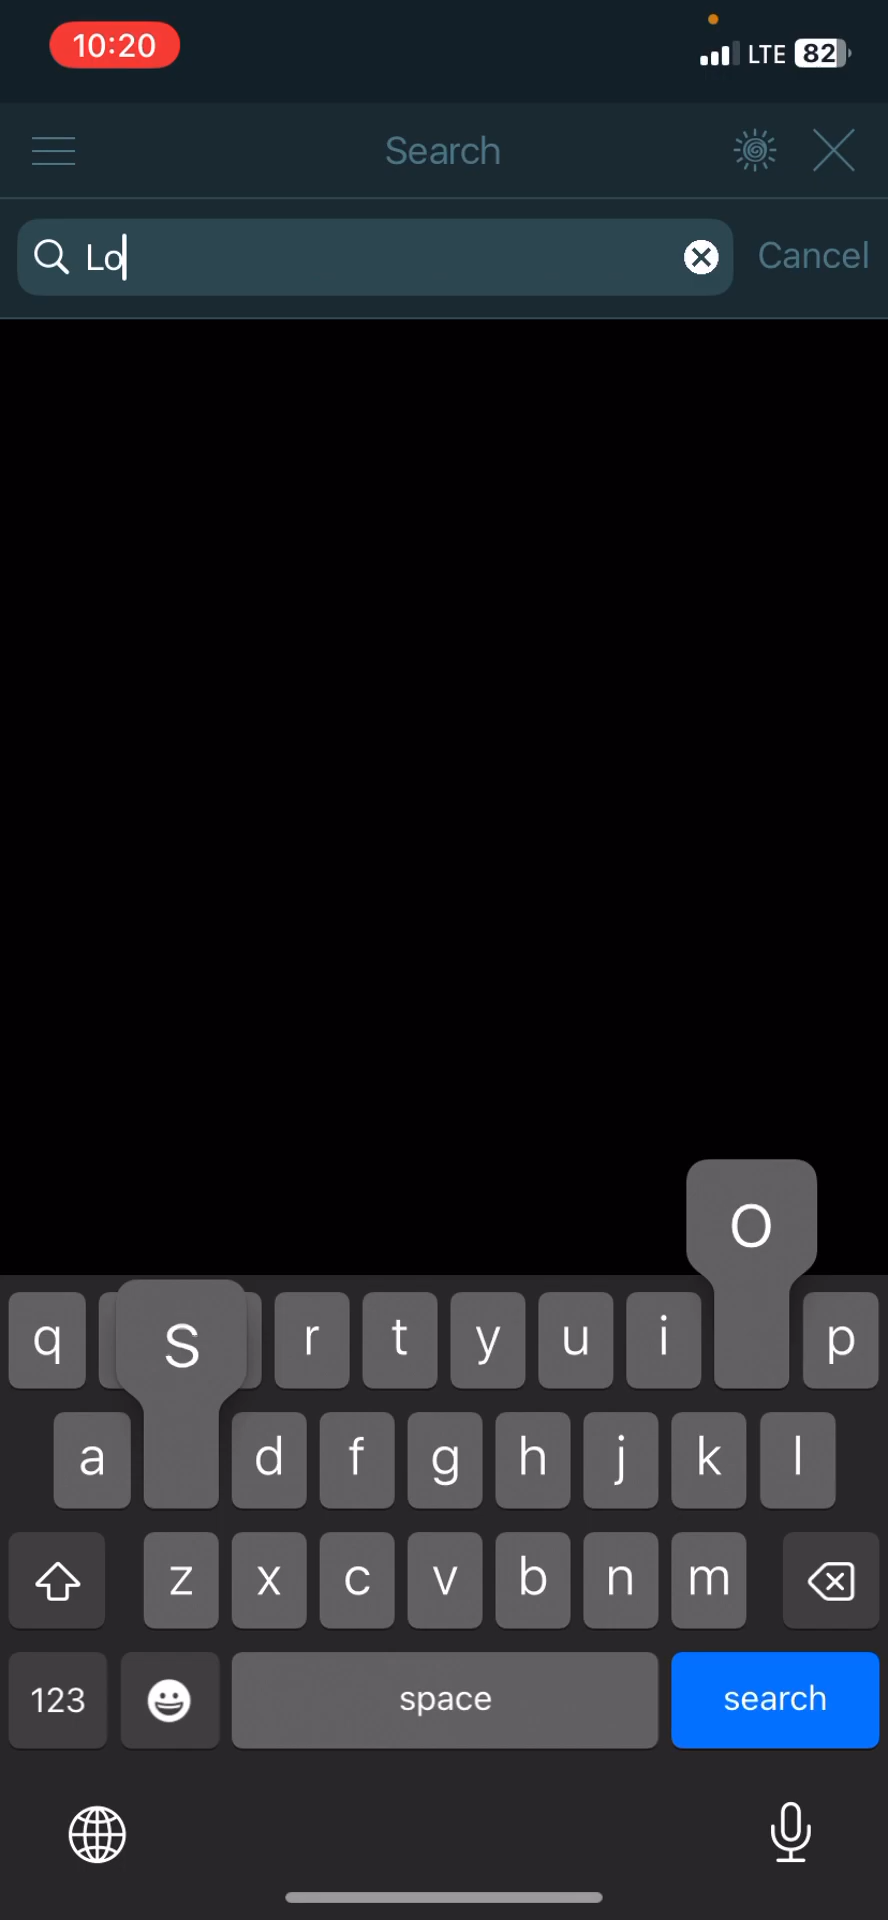 10:20
LTE 82
Search
Lo
Cancel
O
q S r t y u i p
a d f g h j k l
z x c v b n m
123 space search